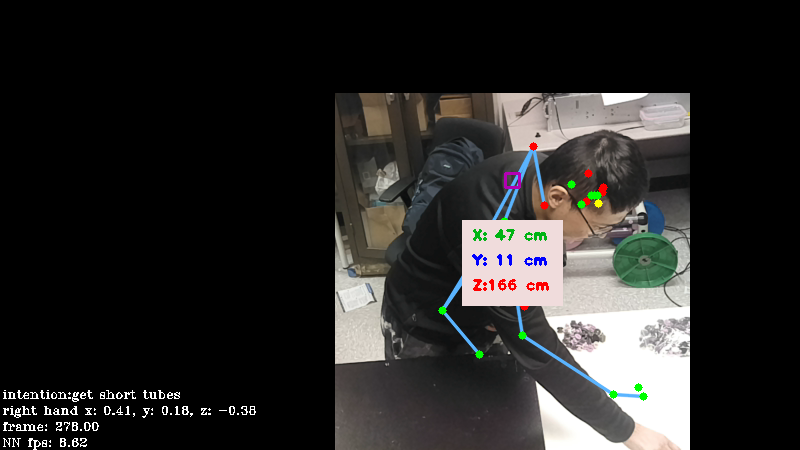 X: 47 cm
Y: 11 cm
Z:166 cm
intention:get short tubes
right hand x: 0.41, y: 0.18, z: -0.38
frame: 278.00
NN fps: 8.62